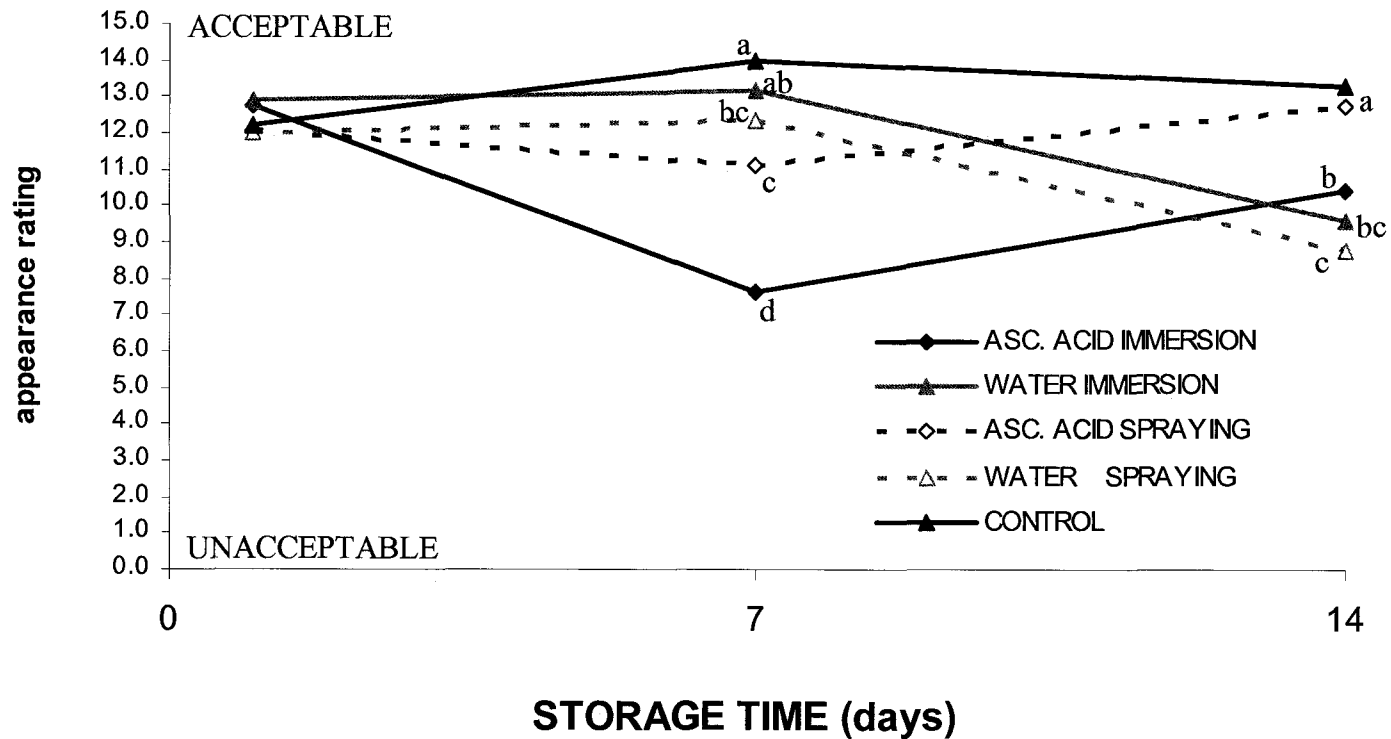 15.0
ACCEPTABLE
14.0
a
13.0
ab
a
12.0
bc
11.0
c
10.0
b
9.0
bc
8.0
c
7.0
d
6.0
5.0
4.0
3.0
2.0
1.0
UNACCEPTABLE
0.0
appearance rating
ASC. ACID IMMERSION
WATER IMMERSION
ASC. ACID SPRAYING
WATER SPRAYING
CONTROL
0 7 14
STORAGE TIME (days)